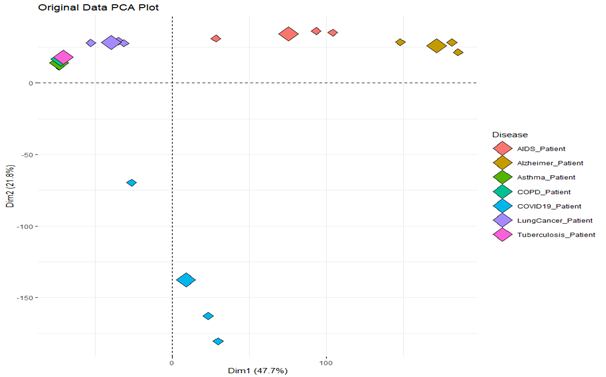 Original Data PCA Plot
0
-50
-100
-150
Dim2 (21.8%)
0
100
Dim1 (47.7%)
Disease
AIDS_Patient
Alzheimer_Patient
Asthma_Patient
COPD_Patient
COVID19_Patient
LungCancer_Patient
Tuberculosis_Patient